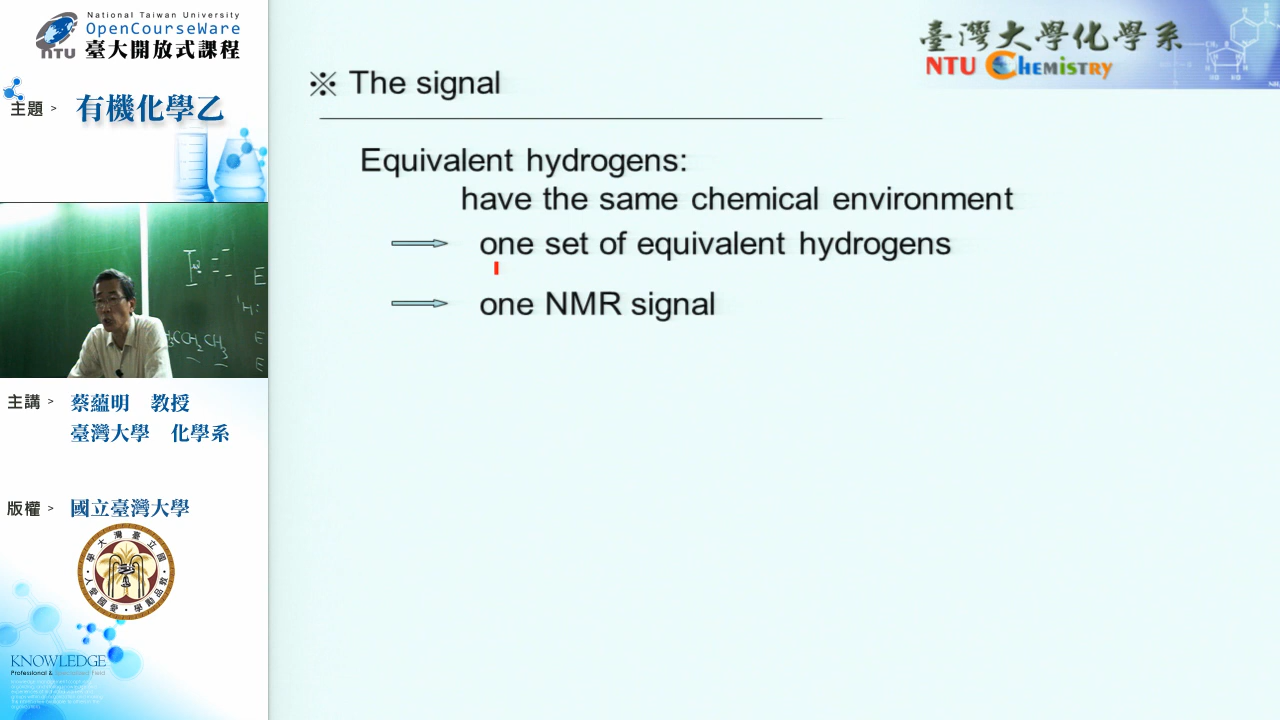 National Taiwan University
OpenCourseWare
NTU 臺大開放式課程
主題 > 有機化學乙
主講 > 蔡蘊明 教授
臺灣大學 化學系
版權 > 國立臺灣大學
KNOWLEDGE
臺灣大學化學系
NTU Chemistry
※ The signal
Equivalent hydrogens:
have the same chemical environment
one set of equivalent hydrogens
one NMR signal
CCH2CH3